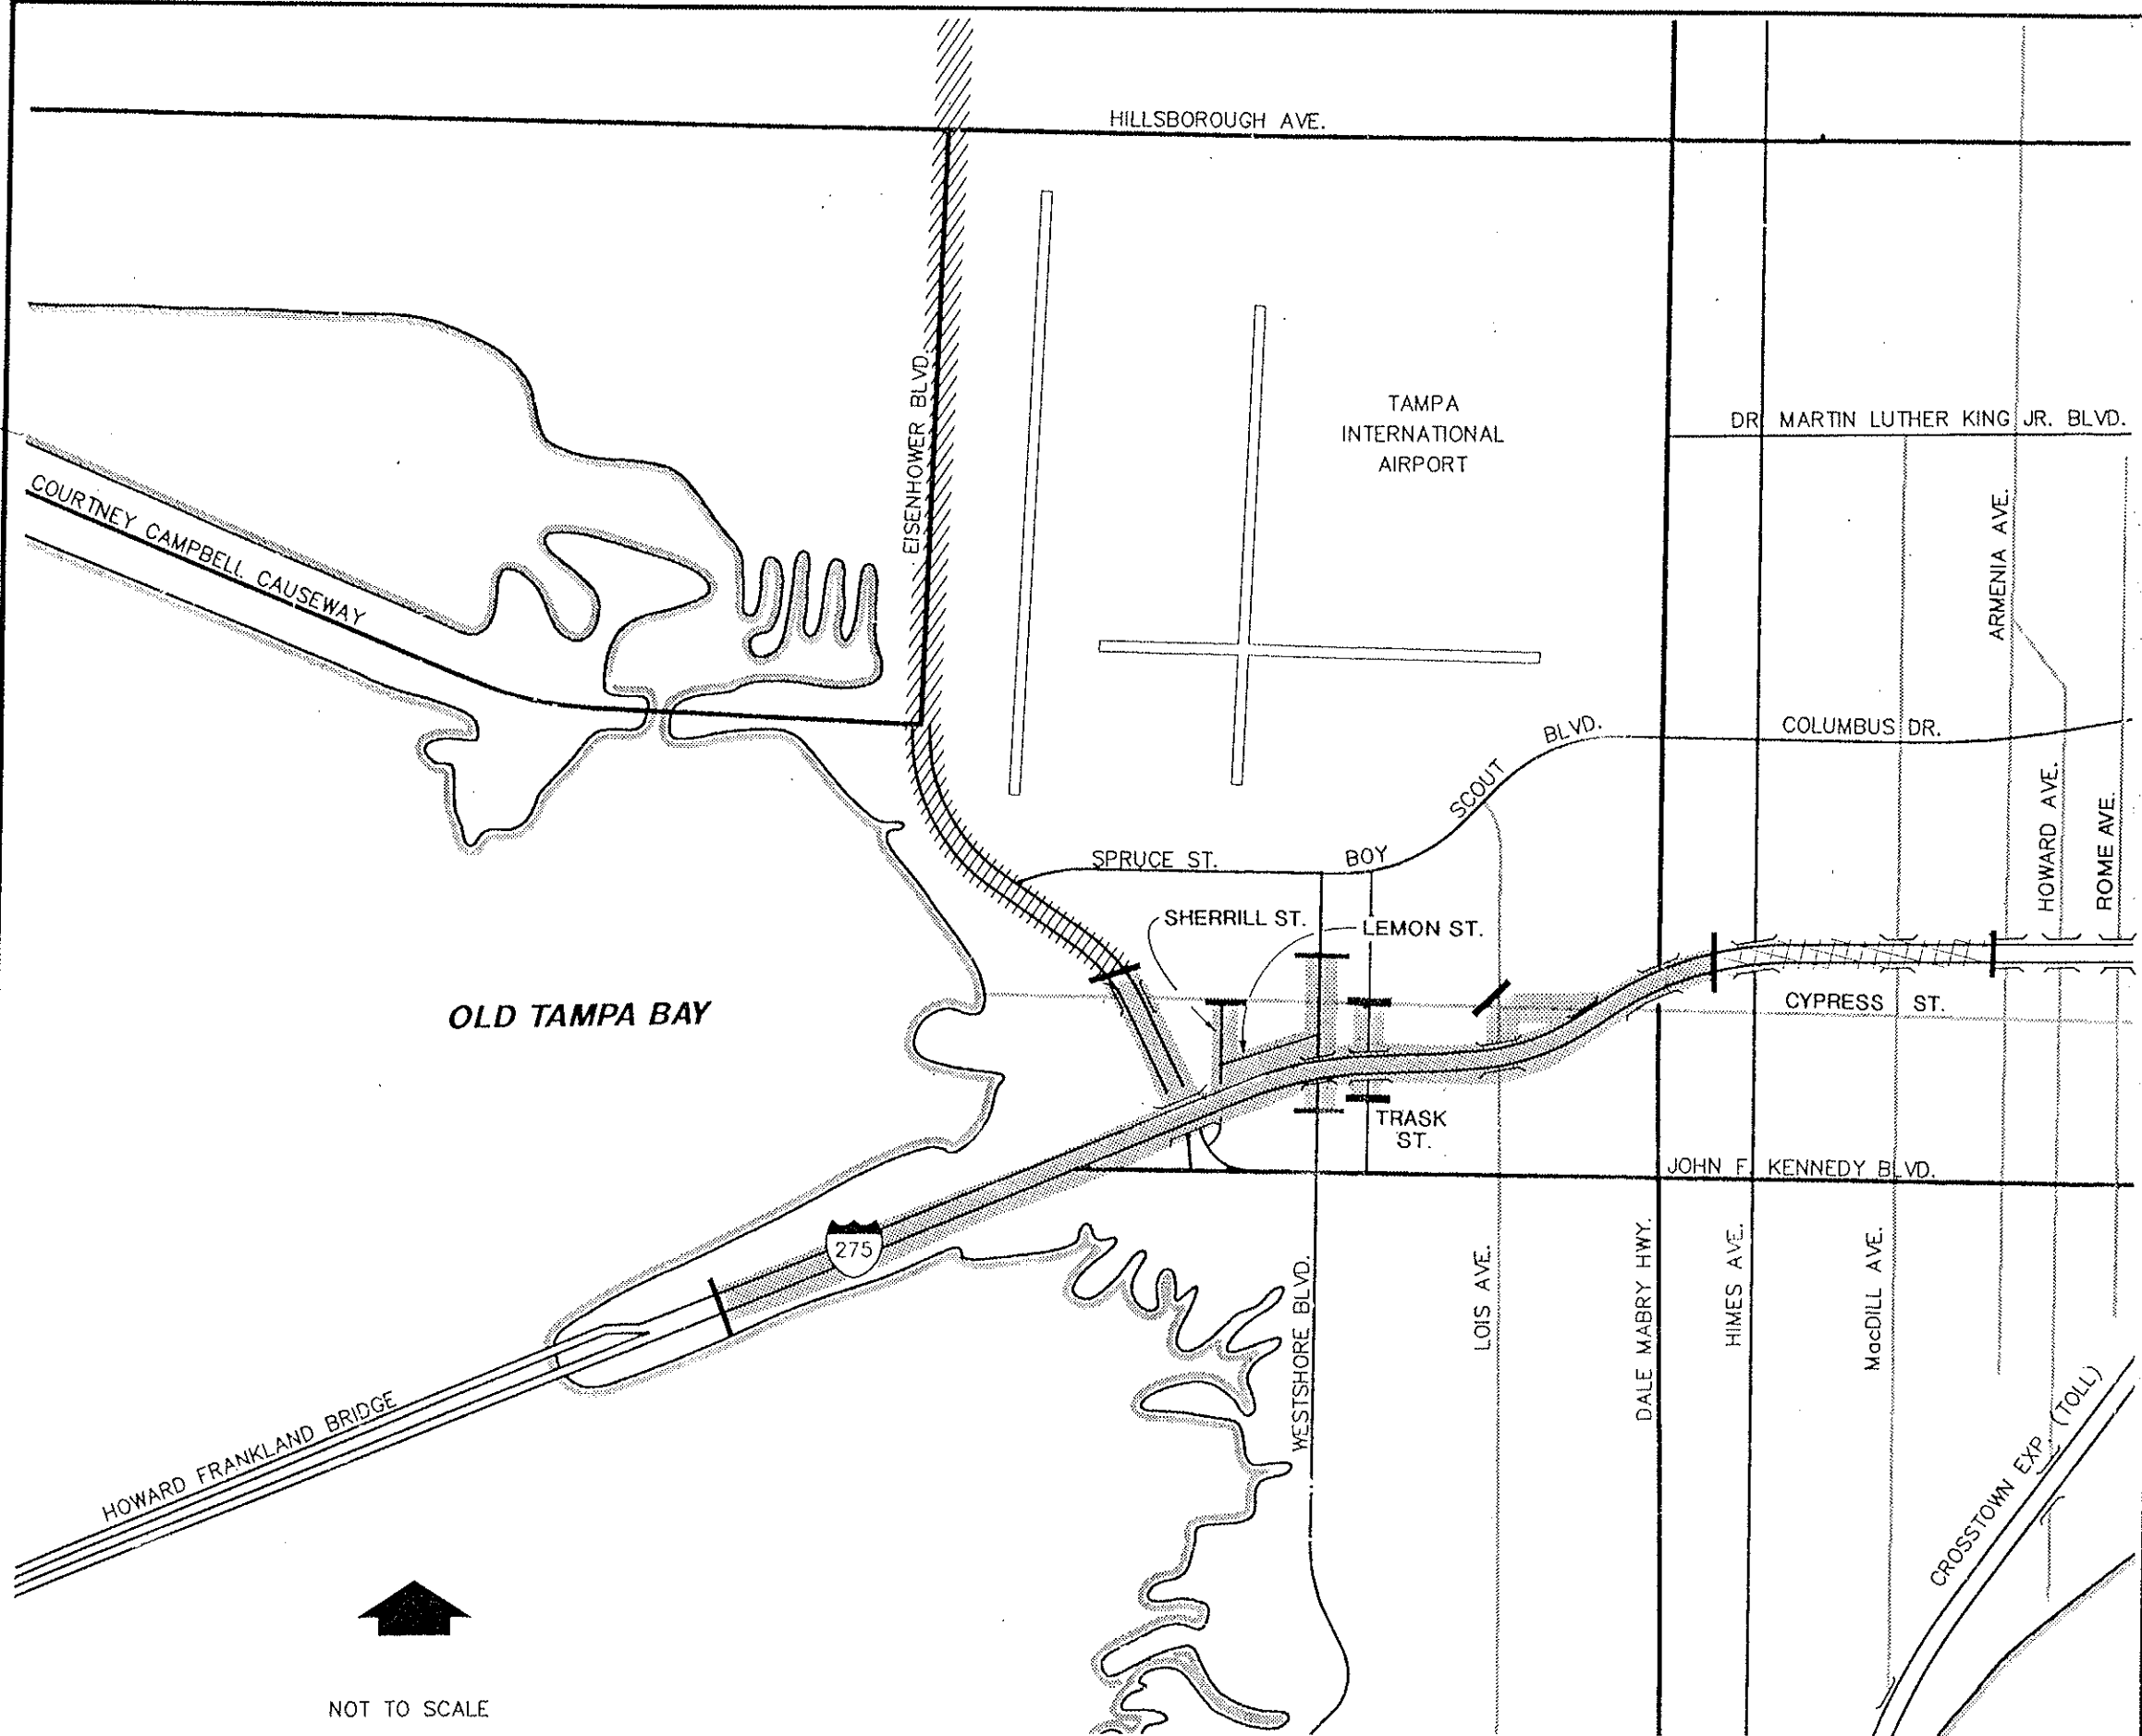 HILLSBOROUGH AVE.
EISENHOWER BLVD.
TAMPA
INTERNATIONAL
AIRPORT
DR. MARTIN LUTHER KING JR. BLVD.
COURTNEY CAMPBELL CAUSEWAY
ARMENIA AVE.
COLUMBUS DR.
BOY SCOUT BLVD.
SPRUCE ST.
HOWARD AVE.
ROME AVE.
SHERRILL ST.
LEMON ST.
OLD TAMPA BAY
CYPRESS ST.
TRASK
ST.
JOHN F. KENNEDY BLVD.
275
WESTSHORE BLVD.
LOIS AVE.
DALE MABRY HWY.
HIMES AVE.
MacDILL AVE.
HOWARD FRANKLAND BRIDGE
CROSSTOWN EXP. (TOLL)
NOT TO SCALE